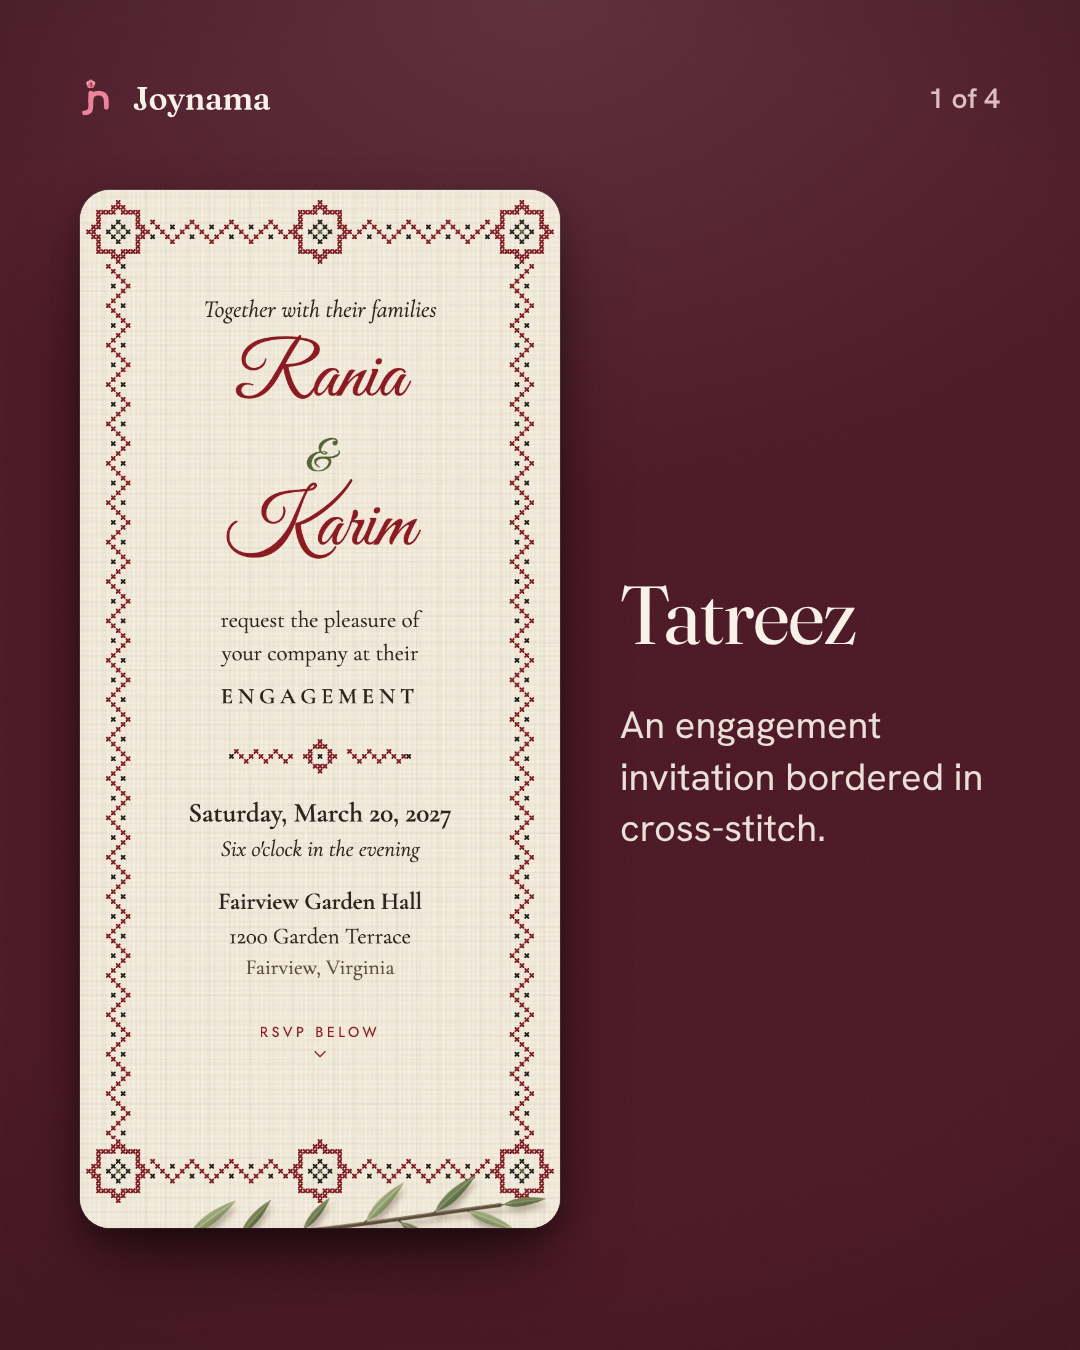 Joynama
1 of 4
Together with their families
Rania
&
Karim
request the pleasure of
your company at their
ENGAGEMENT
Saturday, March 20, 2027
Six o'clock in the evening
Fairview Garden Hall
1200 Garden Terrace
Fairview, Virginia
RSVP BELOW
Tatreez
An engagement
invitation bordered in
cross-stitch.